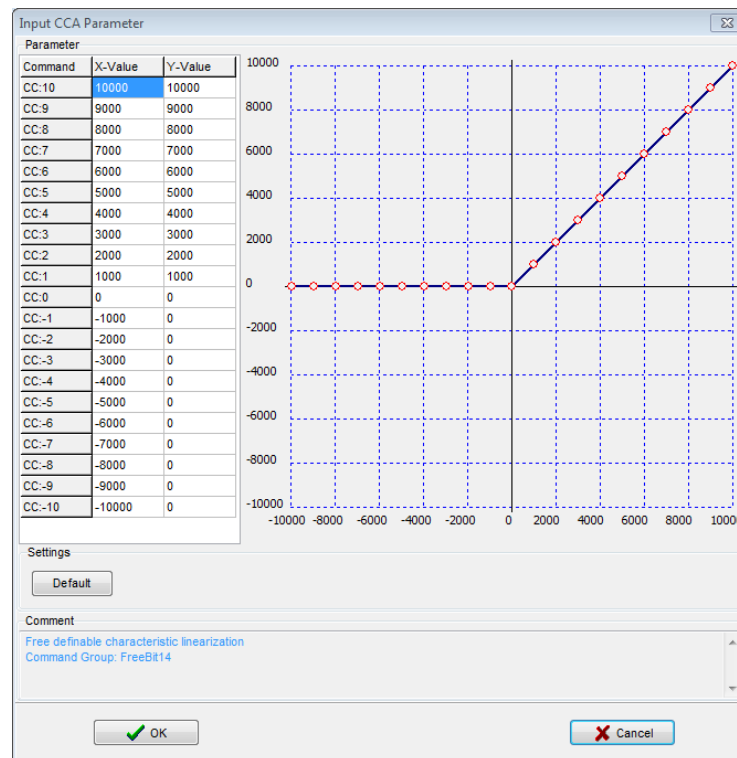 Input CCA Parameter
Parameter
Command X-Value Y-Value
CC:10 10000 10000
CC:9 9000 9000
CC:8 8000 8000
CC:7 7000 7000
CC:6 6000 6000
CC:5 5000 5000
CC:4 4000 4000
CC:3 3000 3000
CC:2 2000 2000
CC:1 1000 1000
CC:0 0 0
CC:-1 -1000 0
CC:-2 -2000 0
CC:-3 -3000 0
CC:-4 -4000 0
CC:-5 -5000 0
CC:-6 -6000 0
CC:-7 -7000 0
CC:-8 -8000 0
CC:-9 -9000 0
CC:-10 -10000 0
10000
8000
6000
4000
2000
0
-2000
-4000
-6000
-8000
-10000
-10000 -8000 -6000 -4000 -2000 0 2000 4000 6000 8000 1000
Settings
Default
Comment
Free definable characteristic linearization
Command Group: FreeBit14
OK
Cancel